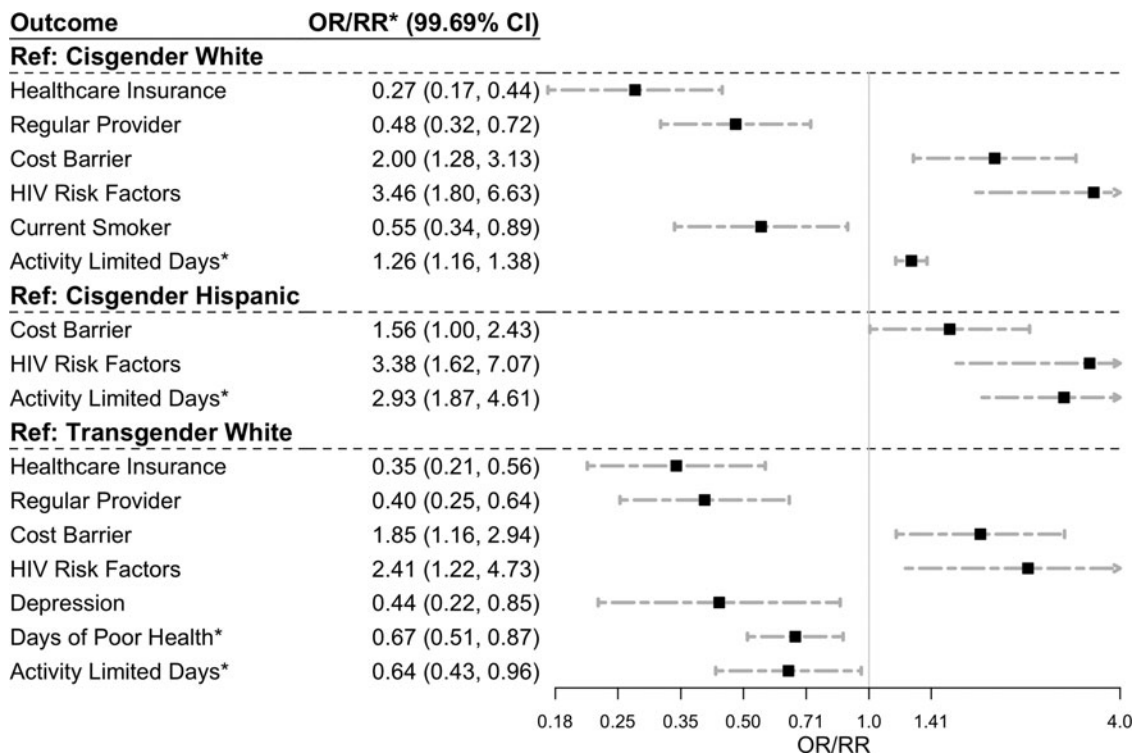 Outcome OR/RR* (99.69% CI)
Ref: Cisgender White
Healthcare Insurance 0.27 (0.17, 0.44)
Regular Provider 0.48 (0.32, 0.72)
Cost Barrier 2.00 (1.28, 3.13)
HIV Risk Factors 3.46 (1.80, 6.63)
Current Smoker 0.55 (0.34, 0.89)
Activity Limited Days* 1.26 (1.16, 1.38)
Ref: Cisgender Hispanic
Cost Barrier 1.56 (1.00, 2.43)
HIV Risk Factors 3.38 (1.62, 7.07)
Activity Limited Days* 2.93 (1.87, 4.61)
Ref: Transgender White
Healthcare Insurance 0.35 (0.21, 0.56)
Regular Provider 0.40 (0.25, 0.64)
Cost Barrier 1.85 (1.16, 2.94)
HIV Risk Factors 2.41 (1.22, 4.73)
Depression 0.44 (0.22, 0.85)
Days of Poor Health* 0.67 (0.51, 0.87)
Activity Limited Days* 0.64 (0.43, 0.96)
0.18 0.25 0.35 0.50 0.71 1.0 1.41 4.0
OR/RR